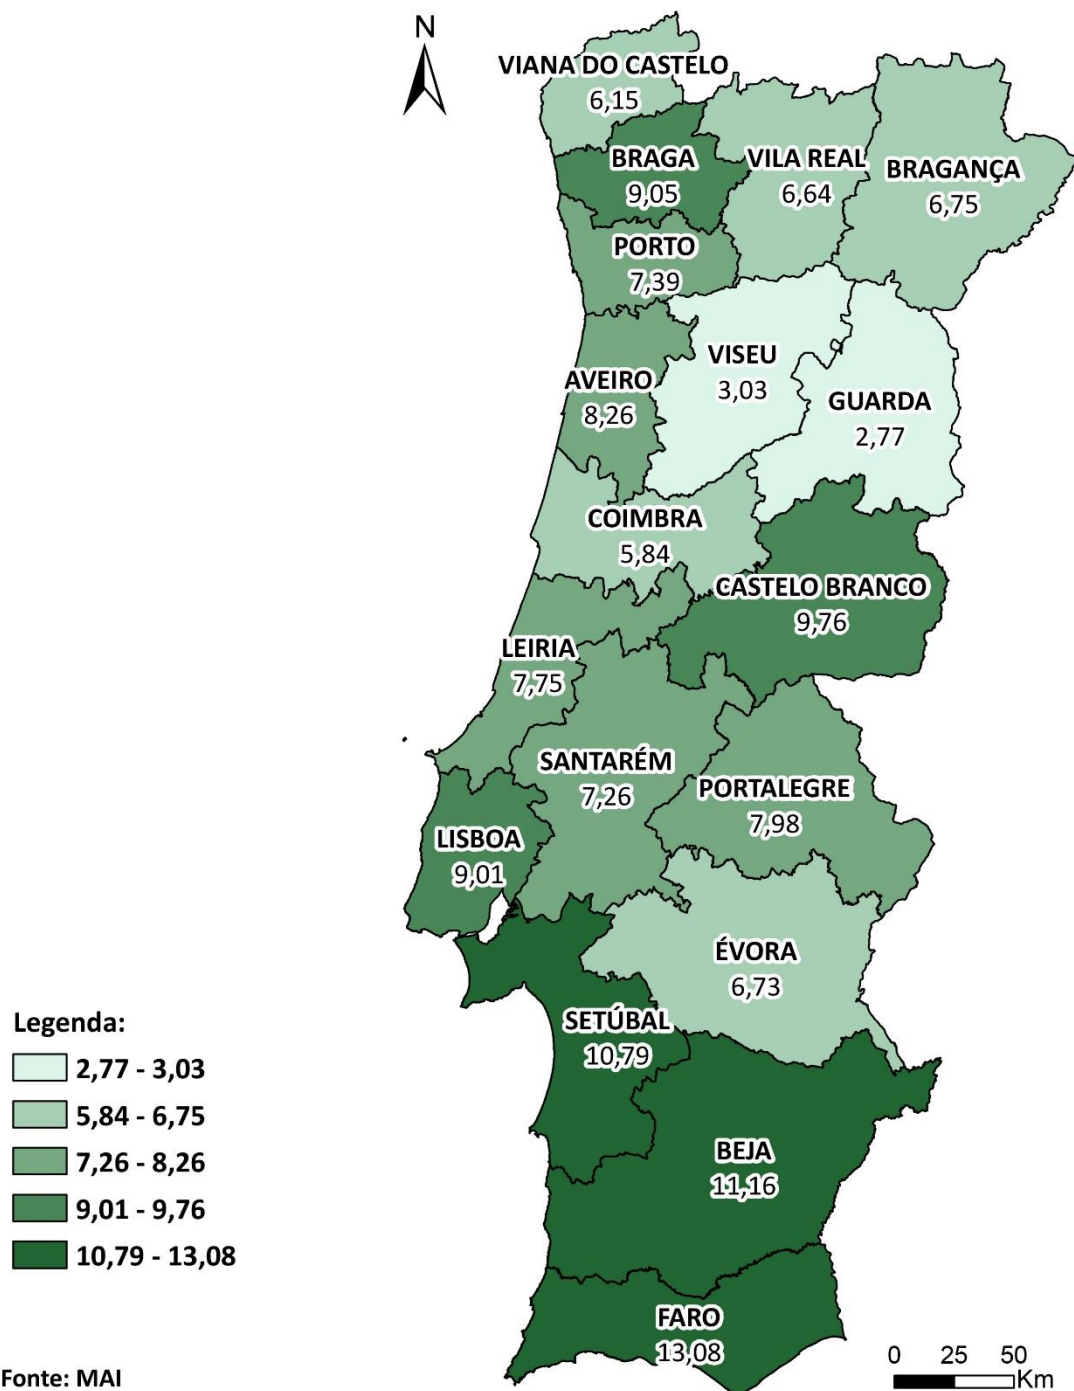 N
VIANA DO CASTELO
6,15
BRAGA
9,05
VILA REAL
6,64
BRAGANÇA
6,75
PORTO
7,39
VISEU
3,03
AVEIRO
8,26
GUARDA
2,77
COIMBRA
5,84
CASTELO BRANCO
9,76
LEIRIA
7,75
SANTARÉM
7,26
PORTALEGRE
7,98
LISBOA
9,01
ÉVORA
6,73
SETÚBAL
10,79
BEJA
11,16
FARO
13,08
Legenda:
2,77 - 3,03
5,84 - 6,75
7,26 - 8,26
9,01 - 9,76
10,79 - 13,08
Fonte: MAI
0 25 50
Km